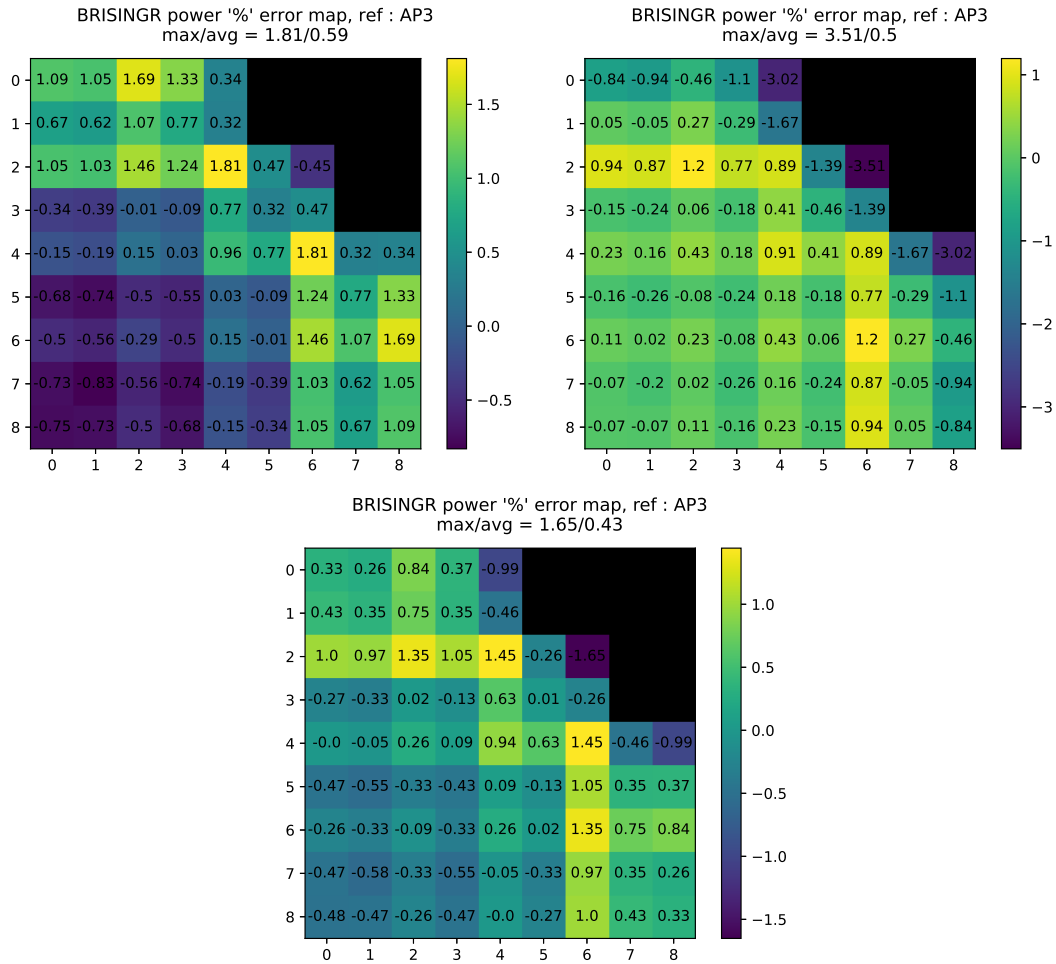 BRISINGR power '%' error map, ref : AP3
max/avg = 1.81/0.59
0 1.09 1.05 1.69 1.33 0.34
1 0.67 0.62 1.07 0.77 0.32
2 1.05 1.03 1.46 1.24 1.81 0.47 -0.45
3 -0.34 -0.39 -0.01 -0.09 0.77 0.32 0.47
4 -0.15 -0.19 0.15 0.03 0.96 0.77 1.81 0.32 0.34
5 -0.68 -0.74 -0.5 -0.55 0.03 -0.09 1.24 0.77 1.33
6 -0.5 -0.56 -0.29 -0.5 0.15 -0.01 1.46 1.07 1.69
7 -0.73 -0.83 -0.56 -0.74 -0.19 -0.39 1.03 0.62 1.05
8 -0.75 -0.73 -0.5 -0.68 -0.15 -0.34 1.05 0.67 1.09
0 1 2 3 4 5 6 7 8
1.5
1.0
0.5
0.0
−0.5
BRISINGR power '%' error map, ref : AP3
max/avg = 3.51/0.5
0 -0.84 -0.94 -0.46 -1.1 -3.02
1 0.05 -0.05 0.27 -0.29 -1.67
2 0.94 0.87 1.2 0.77 0.89 -1.39 -3.51
3 -0.15 -0.24 0.06 -0.18 0.41 -0.46 -1.39
4 0.23 0.16 0.43 0.18 0.91 0.41 0.89 -1.67 -3.02
5 -0.16 -0.26 -0.08 -0.24 0.18 -0.18 0.77 -0.29 -1.1
6 0.11 0.02 0.23 -0.08 0.43 0.06 1.2 0.27 -0.46
7 -0.07 -0.2 0.02 -0.26 0.16 -0.24 0.87 -0.05 -0.94
8 -0.07 -0.07 0.11 -0.16 0.23 -0.15 0.94 0.05 -0.84
0 1 2 3 4 5 6 7 8
1
0
−1
−2
−3
BRISINGR power '%' error map, ref : AP3
max/avg = 1.65/0.43
0 0.33 0.26 0.84 0.37 -0.99
1 0.43 0.35 0.75 0.35 -0.46
2 1.0 0.97 1.35 1.05 1.45 -0.26 -1.65
3 -0.27 -0.33 0.02 -0.13 0.63 0.01 -0.26
4 -0.0 -0.05 0.26 0.09 0.94 0.63 1.45 -0.46 -0.99
5 -0.47 -0.55 -0.33 -0.43 0.09 -0.13 1.05 0.35 0.37
6 -0.26 -0.33 -0.09 -0.33 0.26 0.02 1.35 0.75 0.84
7 -0.47 -0.58 -0.33 -0.55 -0.05 -0.33 0.97 0.35 0.26
8 -0.48 -0.47 -0.26 -0.47 -0.0 -0.27 1.0 0.43 0.33
0 1 2 3 4 5 6 7 8
1.0
0.5
0.0
−0.5
−1.0
−1.5